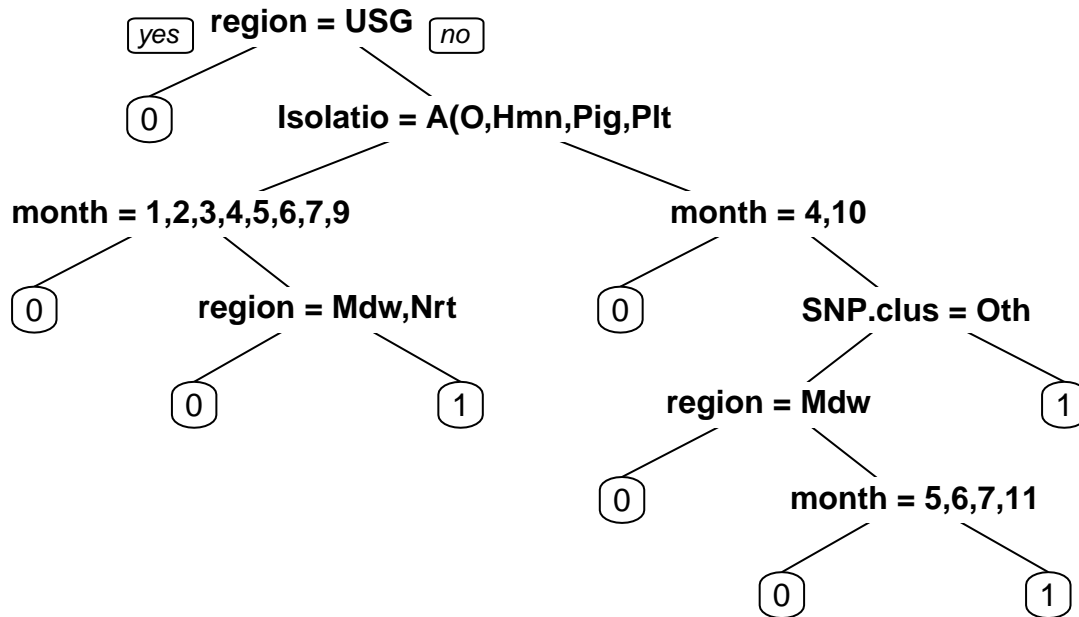 yes region = USG no
0 Isolatio = A(O,Hmn,Pig,Plt
month = 1,2,3,4,5,6,7,9 month = 4,10
0 region = Mdw,Nrt 0 SNP.clus = Oth
0 1 region = Mdw 1
0 month = 5,6,7,11
0 1